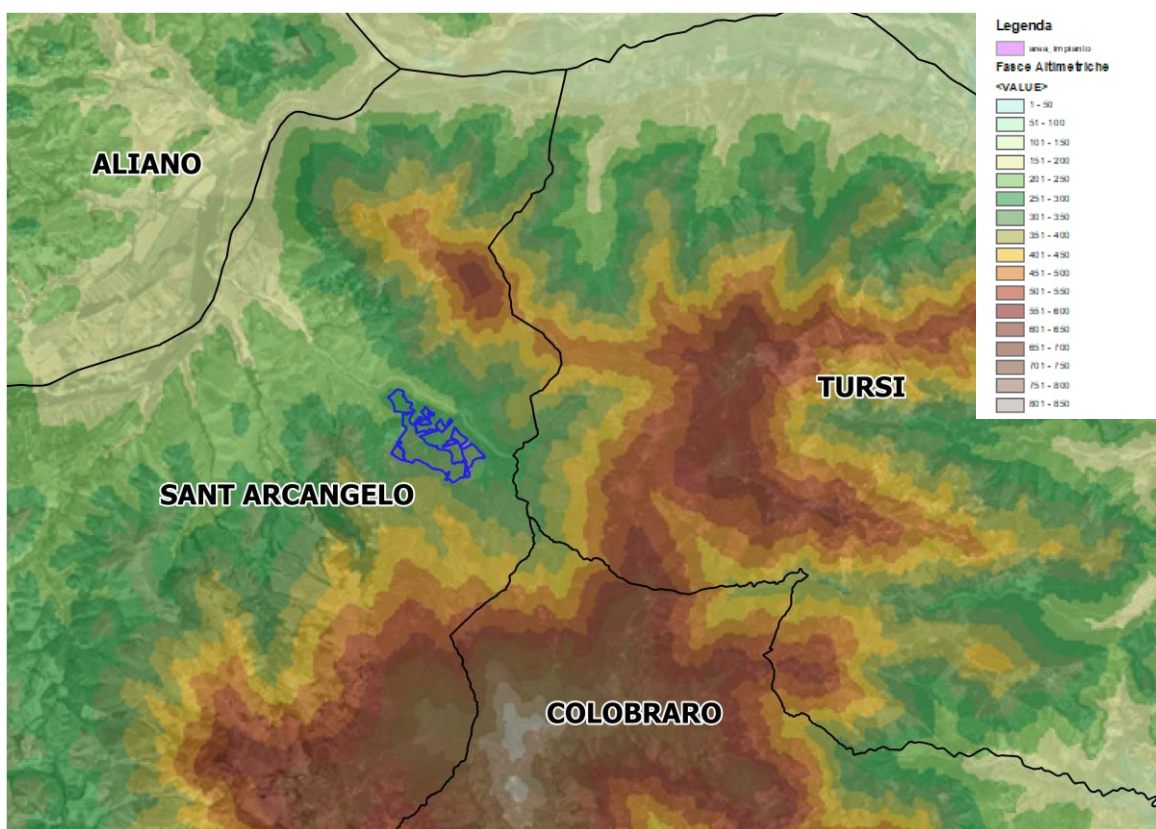 Legenda
area_impianto
Fasce Altimetriche
<VALUE>
1 - 50
51 - 100
101 - 150
151 - 200
201 - 250
251 - 300
301 - 350
351 - 400
401 - 450
451 - 500
501 - 550
551 - 600
601 - 650
651 - 700
701 - 750
751 - 800
801 - 850
ALIANO
TURSI
SANT ARCANGELO
COLOBRARO